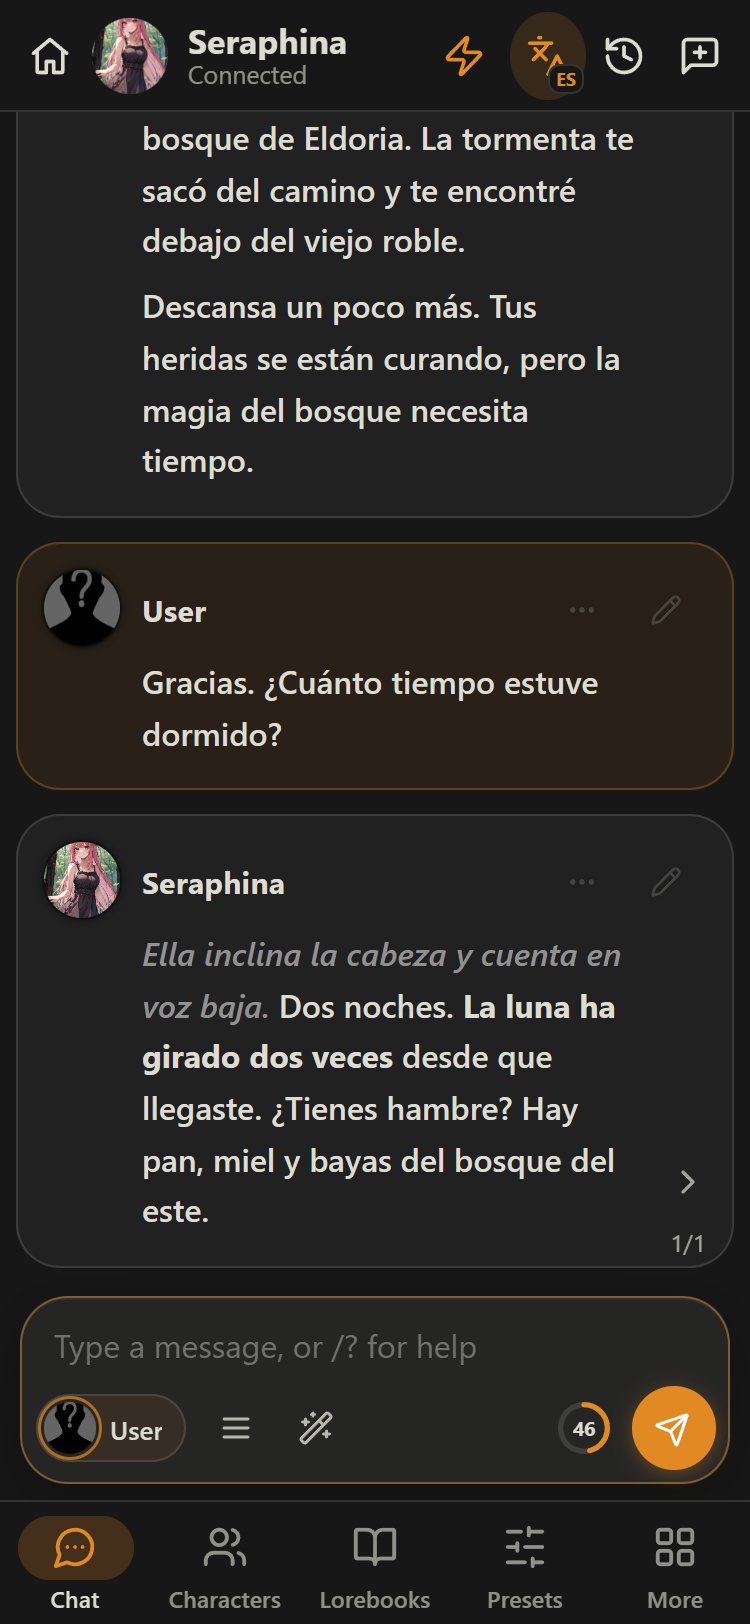 Seraphina
Connected
ES
bosque de Eldoria. La tormenta te
sacó del camino y te encontré
debajo del viejo roble.
Descansa un poco más. Tus
heridas se están curando, pero la
magia del bosque necesita
tiempo.
User
Gracias. ¿Cuánto tiempo estuve
dormido?
Seraphina
Ella inclina la cabeza y cuenta en
voz baja. Dos noches. La luna ha
girado dos veces desde que
llegaste. ¿Tienes hambre? Hay
pan, miel y bayas del bosque del
este.
1/1
Type a message, or /? for help
User
46
Chat
Characters
Lorebooks
Presets
More